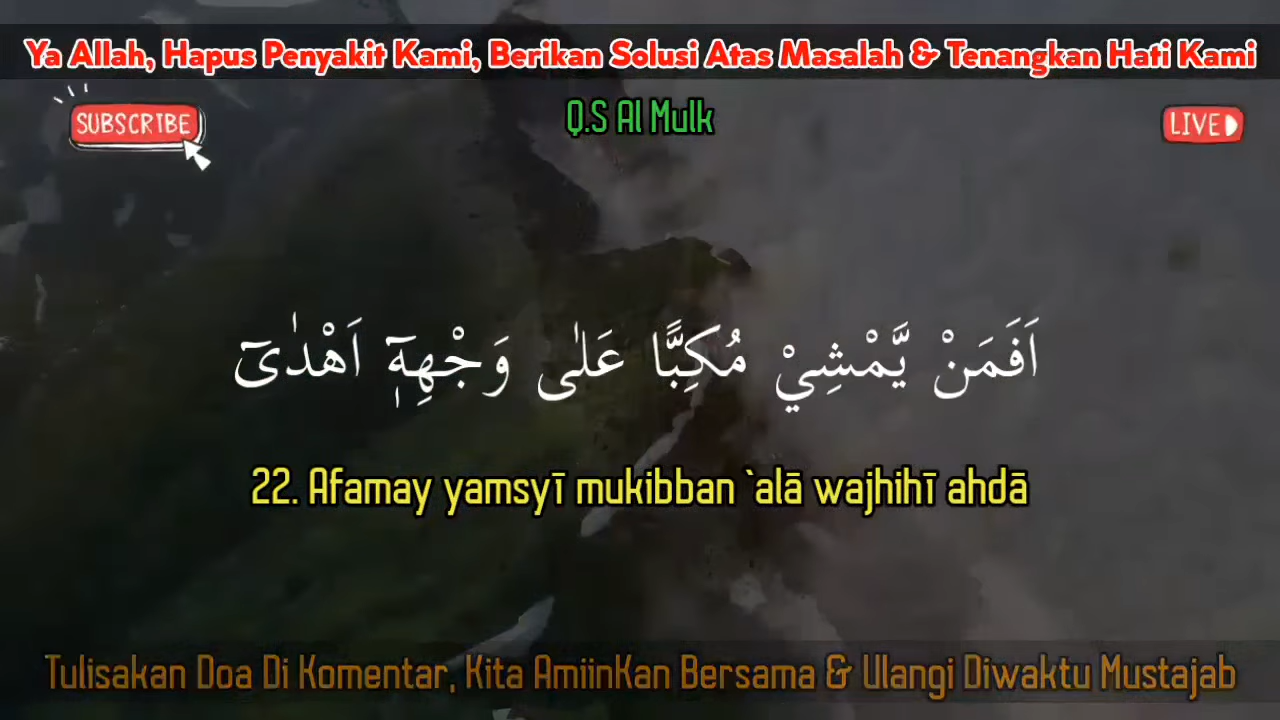 Ya Allah, Hapus Penyakit Kami, Berikan Solusi Atas Masalah & Tenangkan Hati Kami
SUBSCRIBE
Q.S Al Mulk
LIVE
اَفَمَنْ يَّمْشِيْ مُكِبًّا عَلٰى وَجْهِهٖٓ اَهْدٰىٓ
22. Afamay yamsyī mukibban `alā wajhihī ahdā
Tulisakan Doa Di Komentar, Kita AmiinKan Bersama & Ulangi Diwaktu Mustajab